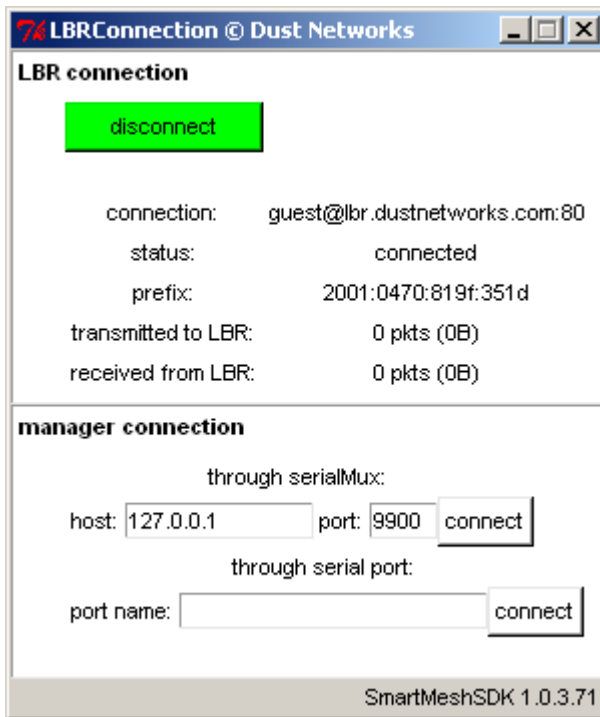 LBRConnection © Dust Networks
LBR connection
disconnect
connection: guest@lbr.dustnetworks.com:80
status: connected
prefix: 2001:0470:819f:351d
transmitted to LBR: 0 pkts (0B)
received from LBR: 0 pkts (0B)
manager connection
through serialMux:
host: 127.0.0.1 port: 9900 connect
through serial port:
port name: connect
SmartMeshSDK 1.0.3.71